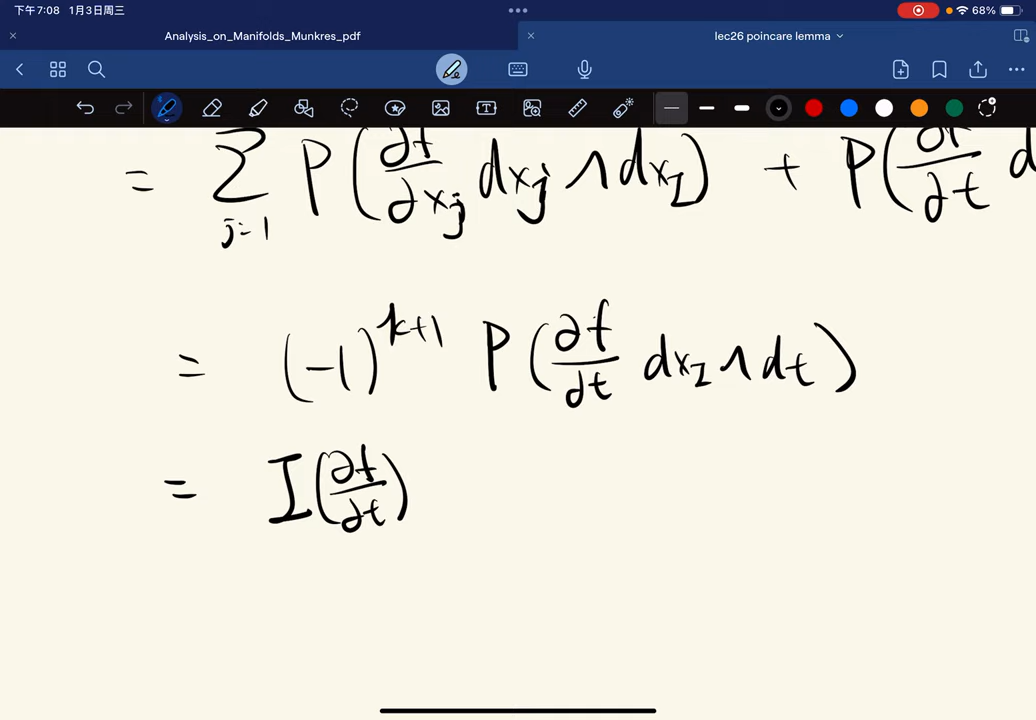 下午7:08 1月3日周三 68%
Analysis_on_Manifolds_Munkres_pdf lec26 poincare lemma
= ∑_{j=1} P(∂f/∂x_j dx_j ∧ dx_I) + P(∂f/∂t d
= (-1)^{k+1} P(∂f/∂t dx_I ∧ dt)
= I(∂f/∂t)